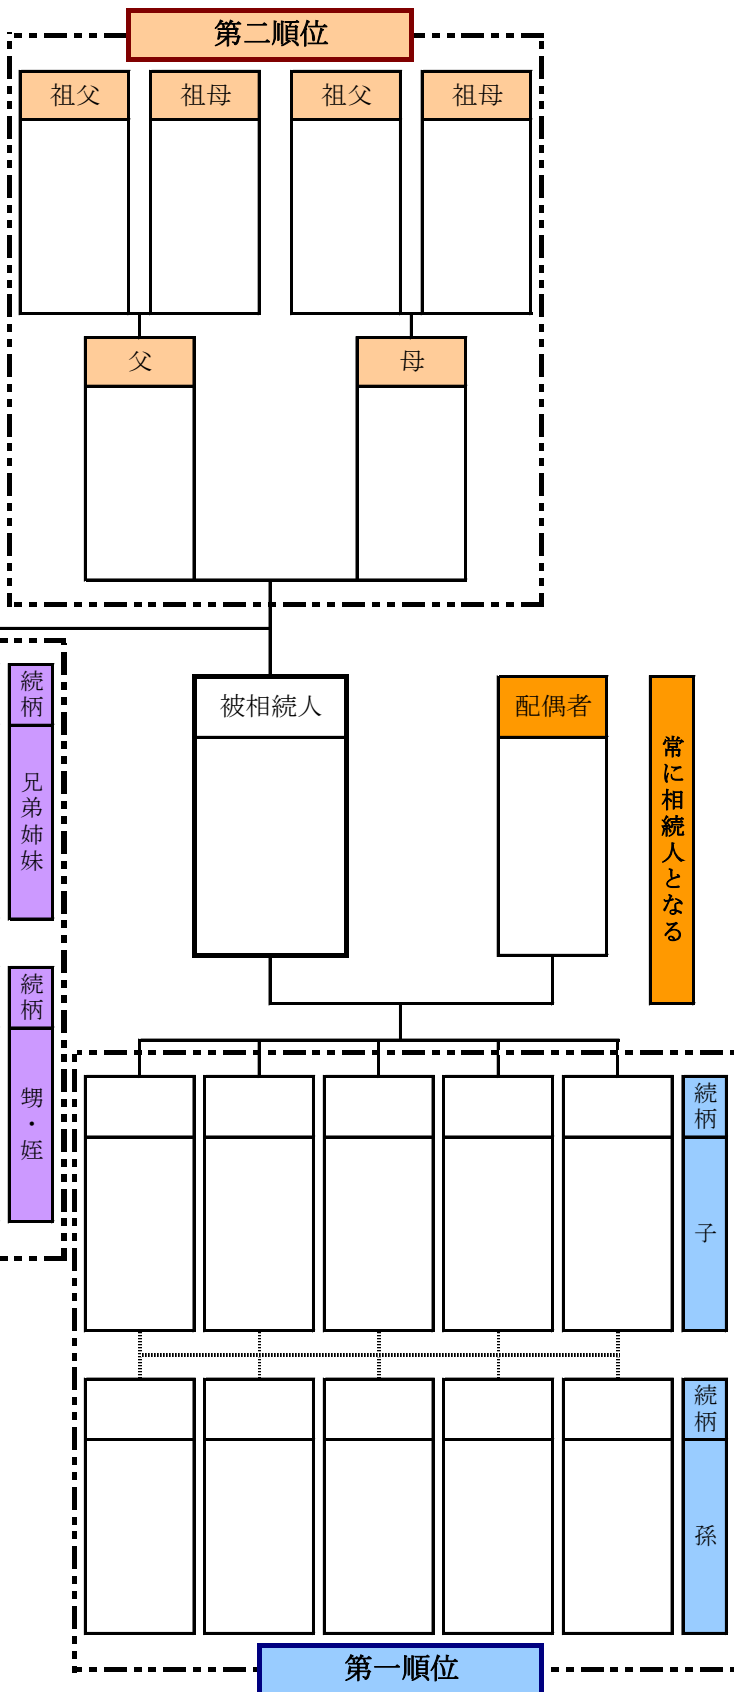 第二順位
祖父
祖母
祖父
祖母
父
母
続柄
兄弟姉妹
被相続人
配偶者
常に相続人となる
続柄
甥・姪
続柄
子
続柄
孫
第一順位